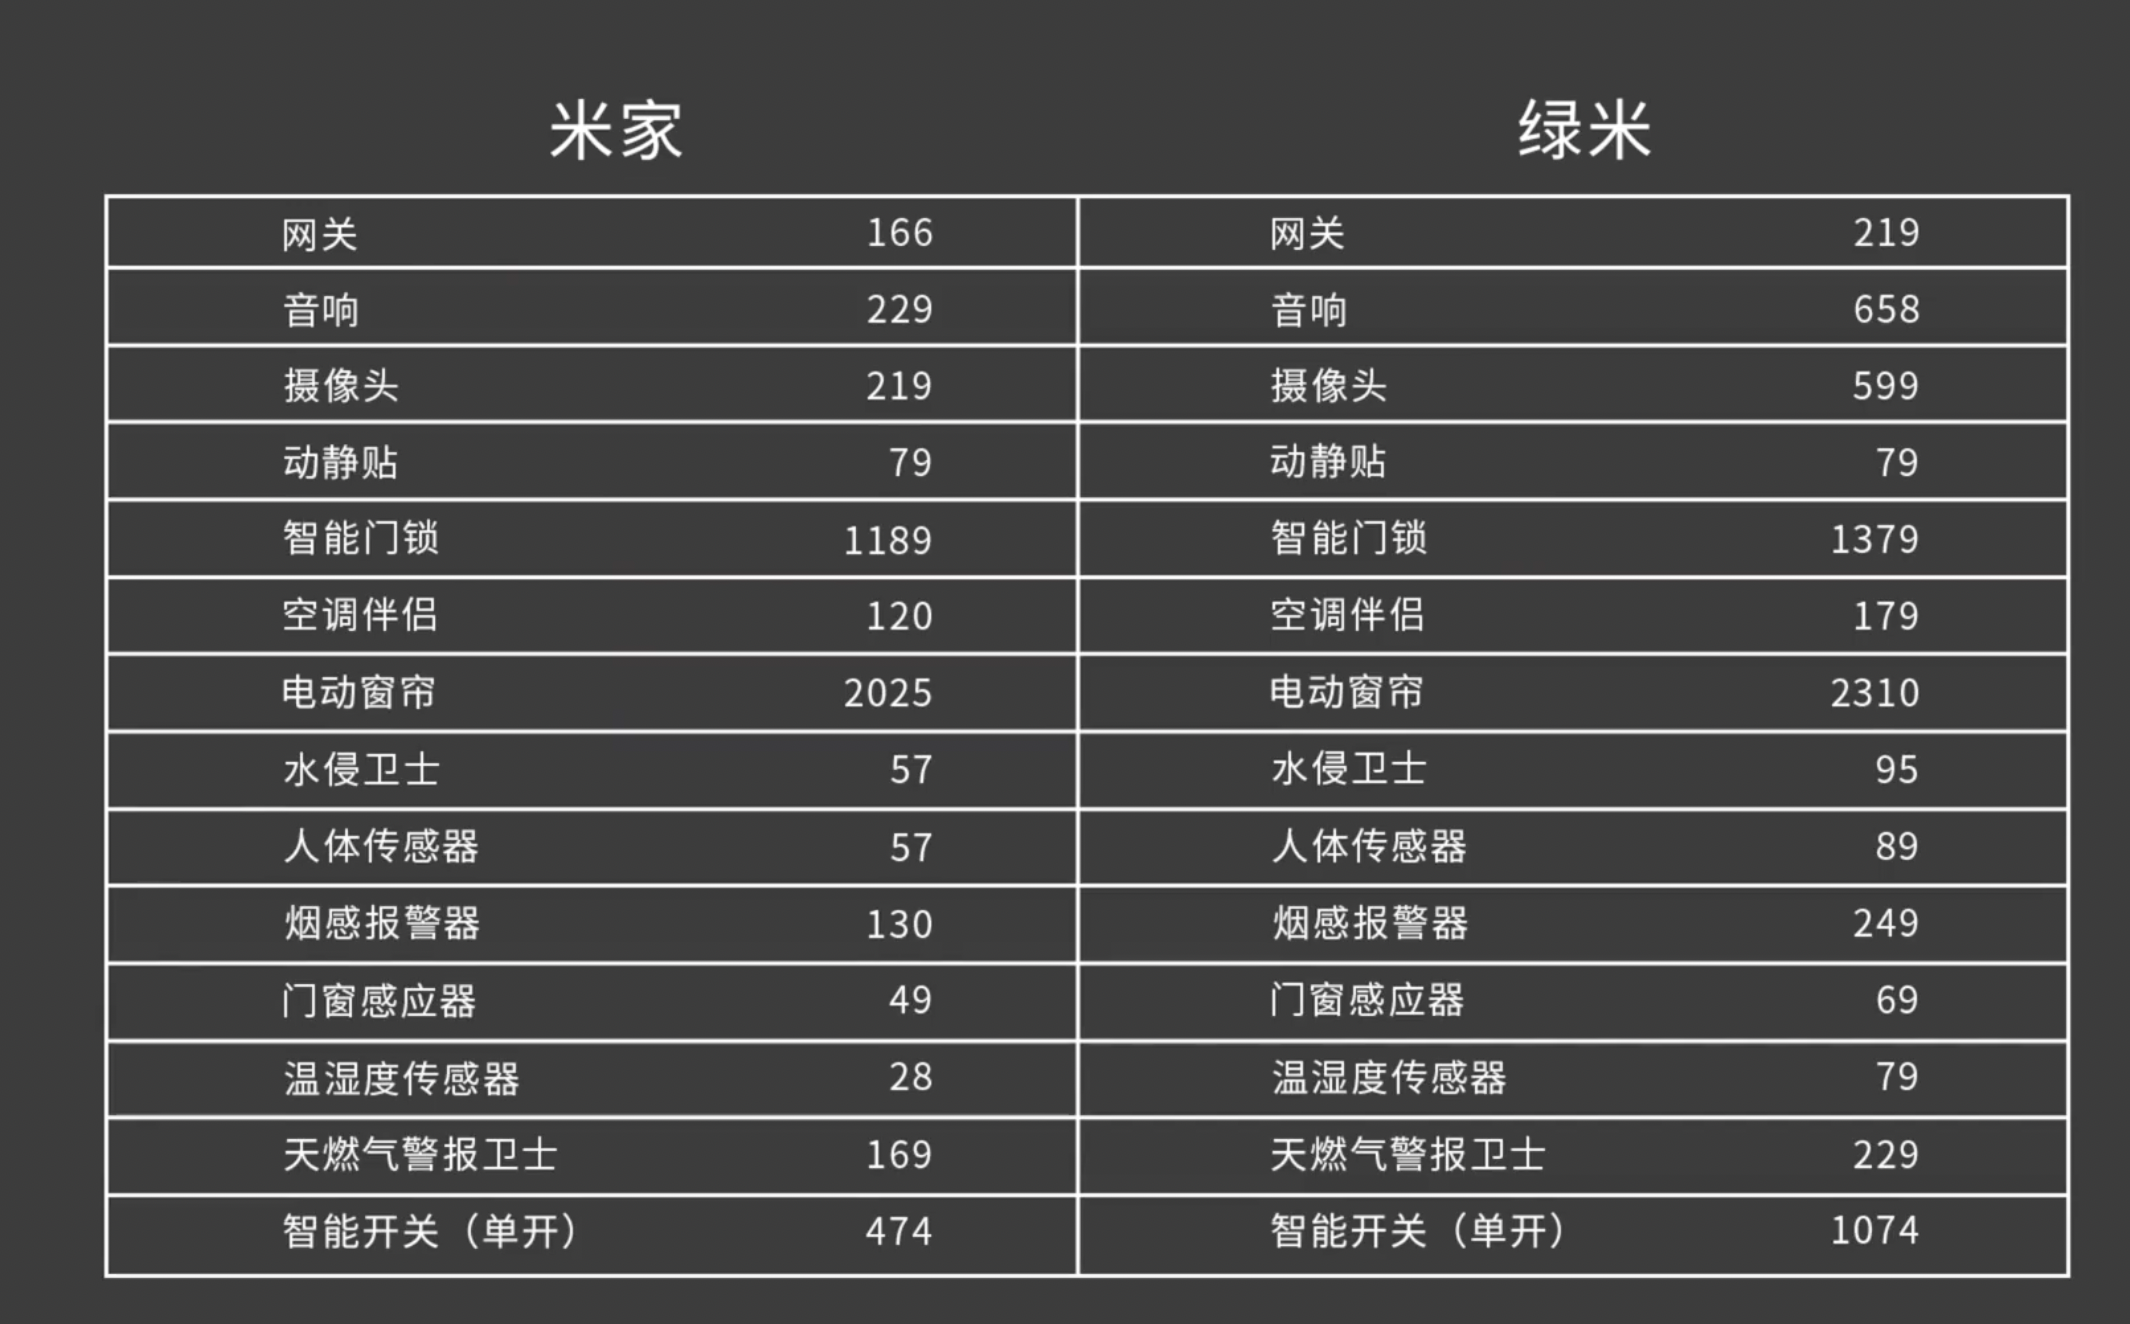 米家 绿米
网关 166 网关 219
音响 229 音响 658
摄像头 219 摄像头 599
动静贴 79 动静贴 79
智能门锁 1189 智能门锁 1379
空调伴侣 120 空调伴侣 179
电动窗帘 2025 电动窗帘 2310
水侵卫士 57 水侵卫士 95
人体传感器 57 人体传感器 89
烟感报警器 130 烟感报警器 249
门窗感应器 49 门窗感应器 69
温湿度传感器 28 温湿度传感器 79
天燃气警报卫士 169 天燃气警报卫士 229
智能开关（单开） 474 智能开关（单开） 1074